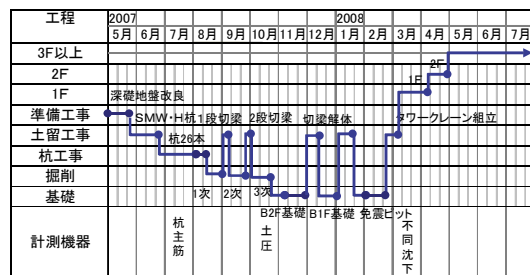 工程 2007 2008
5月 6月 7月 8月 9月 10月 11月 12月 1月 2月 3月 4月 5月 6月 7月
3F以上
2F 2F
1F 1F
深礎地盤改良
準備工事 SMW・H杭 1段切梁 2段切梁 切梁解体 タワークレーン組立
土留工事 杭26本
杭工事
掘削 1次 2次 3次
基礎 B2F基礎 B1F基礎 免震ピット
計測機器 杭主筋 土圧 不同沈下